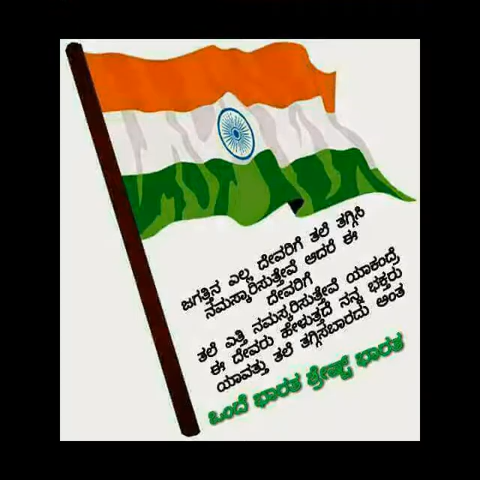 ಜಗತ್ತಿನ ಎಲ್ಲ ದೇವರಿಗೆ ತಲೆ ತಗ್ಗಿಸಿ
ನಮಸ್ಕಾರಿಸುತ್ತೇವೆ ಆದರೆ ಈ
ದೇವರಿಗೆ
ತಲೆ ಎತ್ತಿ ನಮಸ್ಕರಿಸುತ್ತೇವೆ ಯಾಕಂದ್ರೆ
ಈ ದೇವರು ಹೇಳುತ್ತದೆ ನನ್ನ ಭಕ್ತರು
ಯಾವತ್ತು ತಲೆ ತಗ್ಗಿಸಬಾರದು ಅಂತ
ಒಂದೆ ಭಾರತ ಶ್ರೇಷ್ಟ್ ಭಾರತ